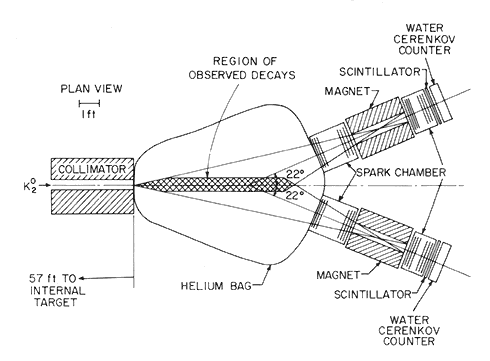 WATER
CERENKOV
COUNTER
SCINTILLATOR
MAGNET
REGION OF
OBSERVED DECAYS
PLAN VIEW
1 ft
COLLIMATOR
K₂⁰
22°
22°
SPARK CHAMBER
57 ft TO
INTERNAL
TARGET
HELIUM BAG
MAGNET
SCINTILLATOR
WATER
CERENKOV
COUNTER